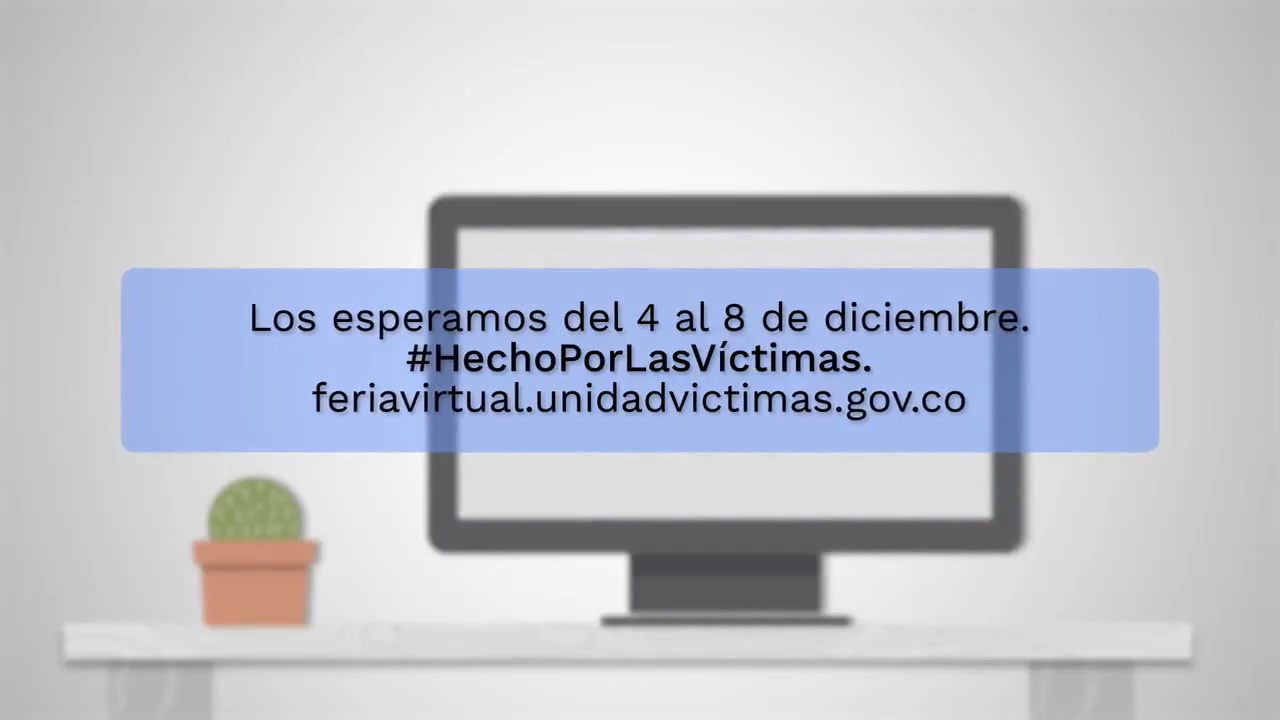 Los esperamos del 4 al 8 de diciembre.
#HechoPorLasVíctimas.
feriavirtual.unidadvictimas.gov.co